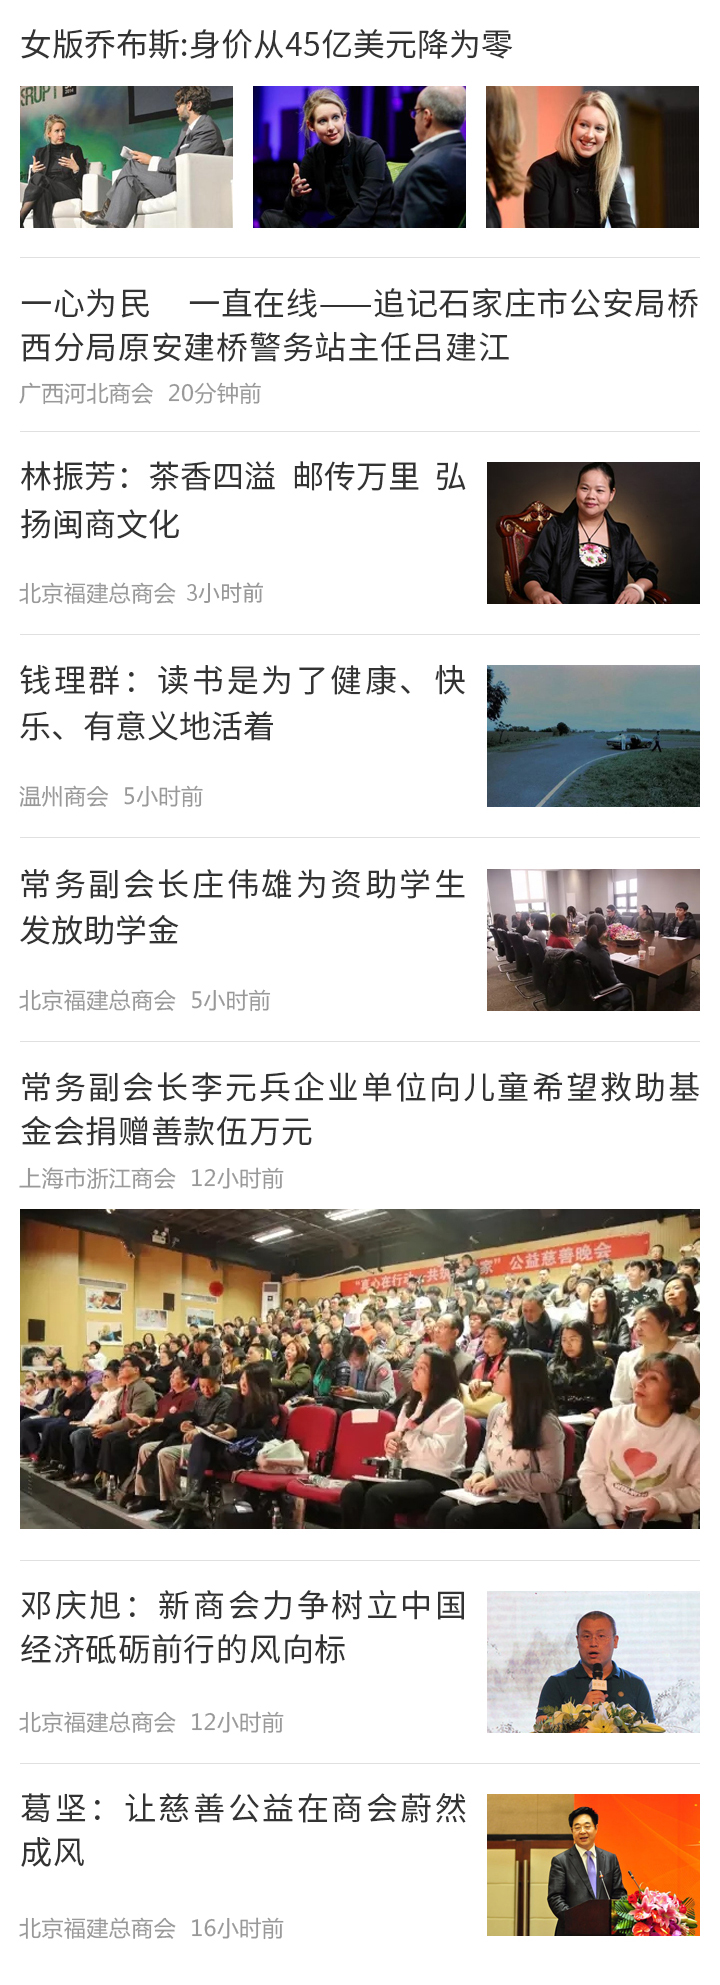 女版乔布斯:身价从45亿美元降为零
RUPT
一心为民 一直在线——追记石家庄市公安局桥
西分局原安建桥警务站主任吕建江
广西河北商会 20分钟前
林振芳：茶香四溢 邮传万里 弘
扬闽商文化
北京福建总商会 3小时前
钱理群：读书是为了健康、快
乐、有意义地活着
温州商会 5小时前
常务副会长庄伟雄为资助学生
发放助学金
北京福建总商会 5小时前
常务副会长李元兵企业单位向儿童希望救助基
金会捐赠善款伍万元
上海市浙江商会 12小时前
“真心在行动 共筑 家”公益慈善晚会
邓庆旭：新商会力争树立中国
经济砥砺前行的风向标
北京福建总商会 12小时前
葛坚：让慈善公益在商会蔚然
成风
北京福建总商会 16小时前